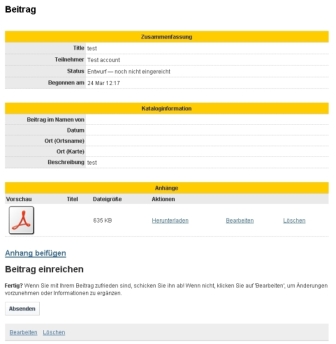 Beitrag
Zusammenfassung
Title test
Teilnehmer Test account
Status Entwurf — noch nicht eingereicht
Begonnen am 24 Mar 12:17
Kataloginformation
Beitrag im Namen von
Datum
Ort (Ortsname)
Ort (Karte)
Beschreibung test
Anhänge
Vorschau Titel Dateigröße Aktionen
635 KB Herunterladen Bearbeiten Löschen
Anhang beifügen
Beitrag einreichen
Fertig? Wenn Sie mit Ihrem Beitrag zufrieden sind, schicken Sie ihn ab! Wenn nicht, klicken Sie auf 'Bearbeiten', um Änderungen
vorzunehmen oder Informationen zu ergänzen.
Absenden
Bearbeiten Löschen